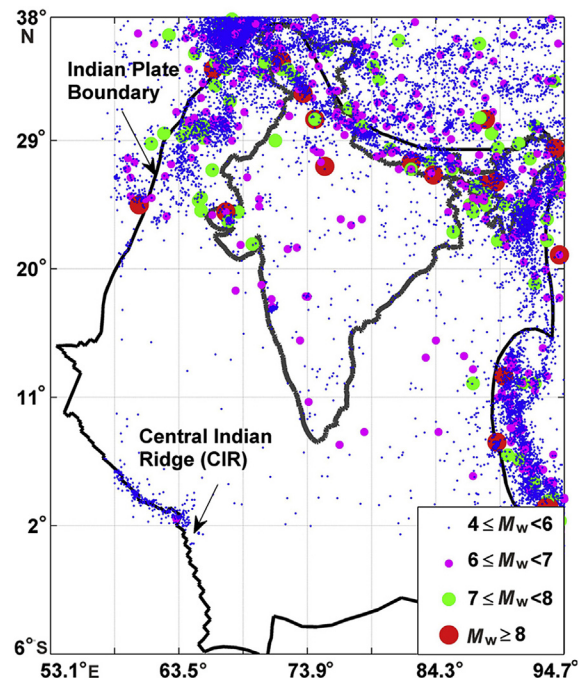 38°
N
Indian Plate
Boundary
29°
20°
11°
Central Indian
Ridge (CIR)
2°
4 ≤ Mw<6
6 ≤ Mw<7
7 ≤ Mw<8
Mw≥8
6°S
53.1°E 63.5° 73.9° 84.3° 94.7°